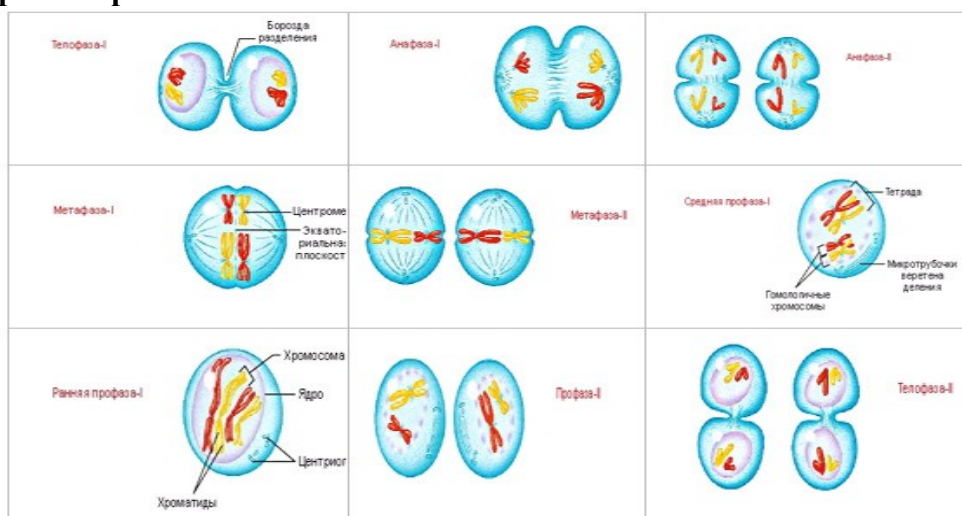 Телофаза-I
Борозда
разделения
Анафаза-I
Анафаза-II
Метафаза-I
Центроме
Эквато-
риальна:
плоскост
Метафаза-II
Средняя профаза-I
Тетрада
Микротрубочки
веретена
деления
Гомологичные
хромосомы
Ранняя профаза-I
Хромосома
Ядро
Центриог
Хроматиды
Профаза-II
Телофаза-II